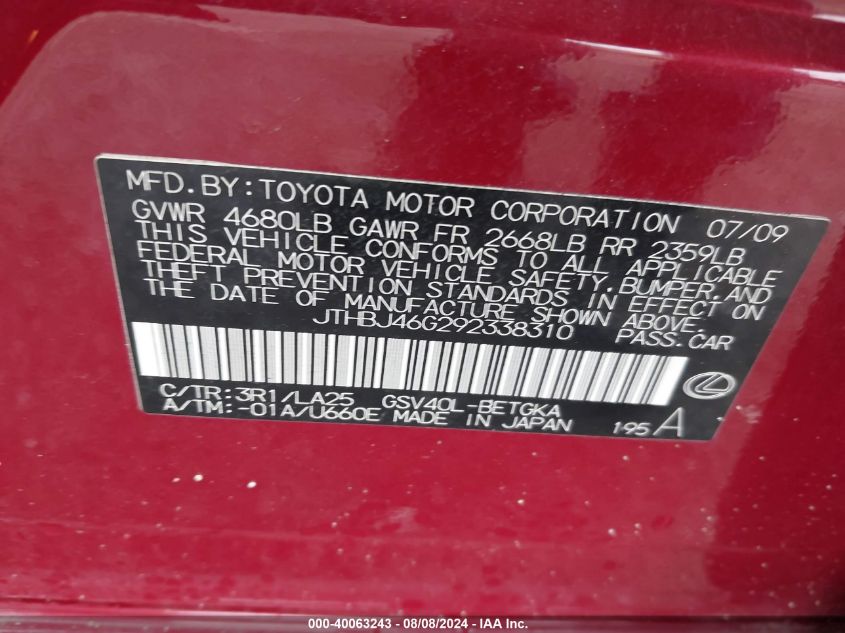 MFD.BY:TOYOTA MOTOR CORPORATION 07/09
GVWR 4680LB GAWR FR 2668LB RR 2359LB
THIS VEHICLE CONFORMS TO ALL APPLICABLE
FEDERAL MOTOR VEHICLE SAFETY,BUMPER,AND
THEFT PREVENTION STANDARDS IN EFFECT ON
THE DATE OF MANUFACTURE SHOWN ABOVE.
JTHBJ46G292338310 PASS.CAR
C/TR:3R1/LA25 GSV40L-BETGKA
A/TM:-01A/U660E MADE IN JAPAN 1-95 A
000-40063243 - 08/08/2024 - IAA Inc.